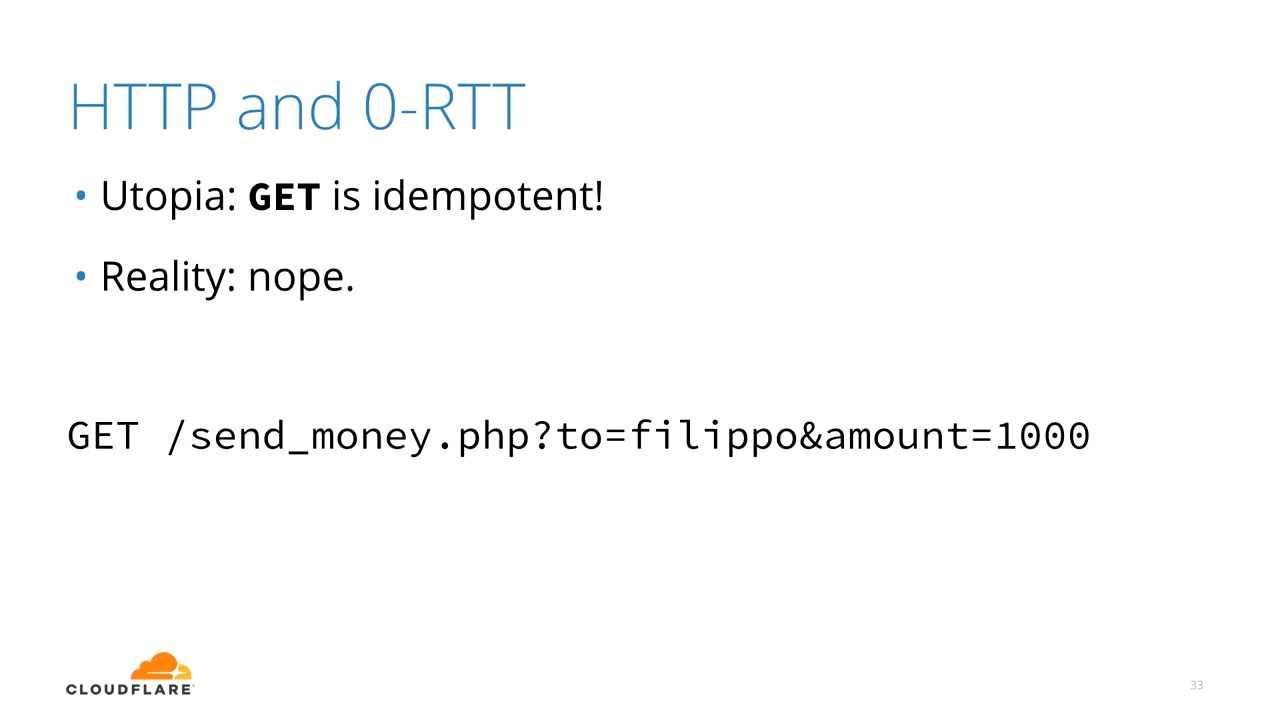 HTTP and 0-RTT
• Utopia: GET is idempotent!
• Reality: nope.
GET /send_money.php?to=filippo&amount=1000
CLOUDFLARE
33